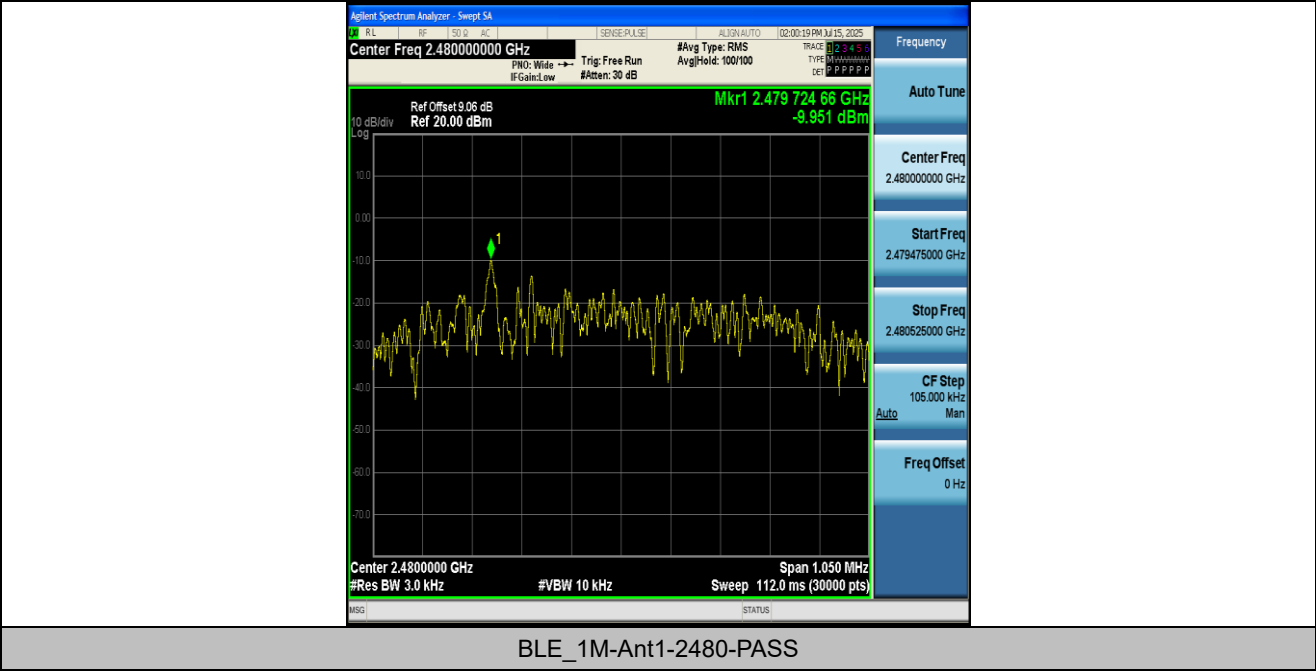 Agilent Spectrum Analyzer - Swept SA
RL RF 50 Ω AC SENSE:PULSE ALIGN AUTO 02:00:19 PM Jul 15, 2025
Center Freq 2.480000000 GHz
PNO: Wide
IFGain:Low
Trig: Free Run
#Atten: 30 dB
#Avg Type: RMS
Avg|Hold: 100/100
TRACE 1 2 3 4 5 6
TYPE M
DET P P P P P P
Mkr1 2.479 724 66 GHz
-9.951 dBm
Ref Offset 9.06 dB
Ref 20.00 dBm
10 dB/div
Log
10.0
0.00
-10.0
-20.0
-30.0
-40.0
-50.0
-60.0
-70.0
1
Center 2.4800000 GHz
Span 1.050 MHz
#Res BW 3.0 kHz
#VBW 10 kHz
Sweep 112.0 ms (30000 pts)
MSG
STATUS
Frequency
Auto Tune
Center Freq
2.480000000 GHz
Start Freq
2.479475000 GHz
Stop Freq
2.480525000 GHz
CF Step
105.000 kHz
Auto Man
Freq Offset
0 Hz
BLE_1M-Ant1-2480-PASS